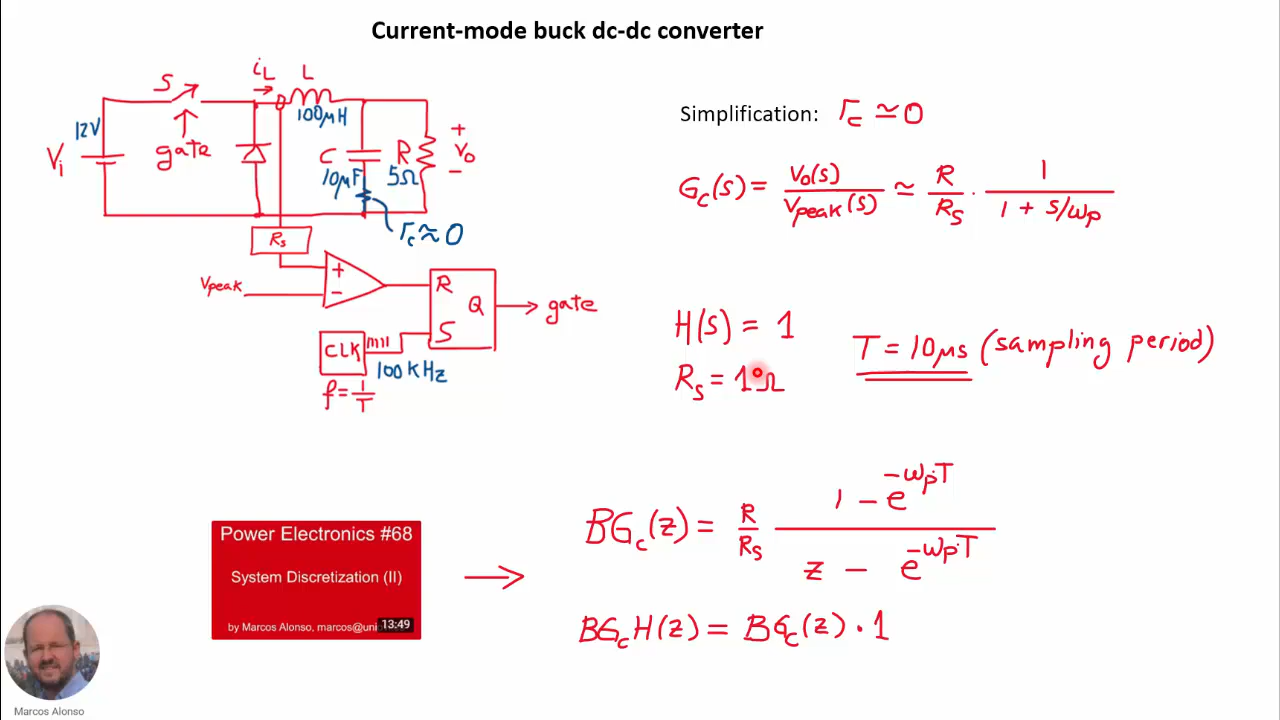 Current-mode buck dc-dc converter
S
iL
L
100μH
12V
Vi
gate
C
10μF
R
5Ω
+
vo
-
rc≈0
Rs
vpeak
+
-
R
S
Q
gate
CLK
100KHz
f=1/T
Simplification: rc ≃ 0
Gc(s) = vo(s)/vpeak(s) ≈ R/Rs · 1/(1 + s/ωp)
H(s) = 1
T = 10μs (sampling period)
Rs = 1Ω
BGc(z) = R/Rs (1 - e^-ωpT)/(z - e^-ωpT)
BGcH(z) = BGc(z) · 1
Power Electronics #68
System Discretization (II)
by Marcos Alonso, marcos@uni
13:49
Marcos Alonso